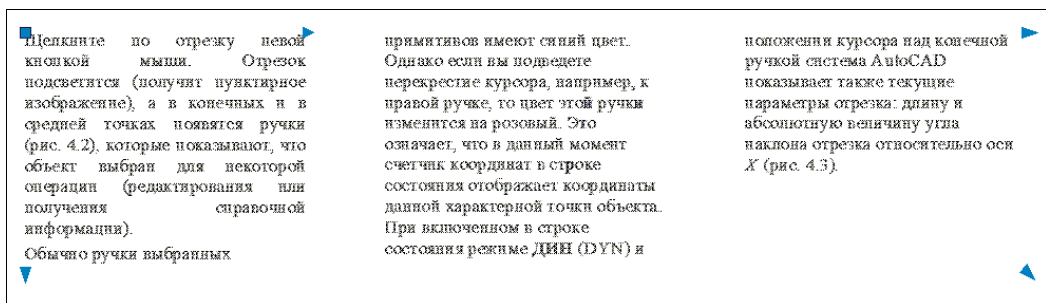 Щелкните по отрезку левой
кнопкой мыши. Отрезок
подсветится (получит пунктирное
изображение), а в конечных и в
средней точках появятся ручки
(рис. 4.2), которые показывают, что
объект выбран для некоторой
операции (редактирования или
получения справочной
информации).
Обычно ручки выбранных
примитивов имеют синий цвет.
Однако если вы подведете
перекрестие курсора, например, к
правой ручке, то цвет этой ручки
изменится на розовый. Это
означает, что в данный момент
счетчик координат в строке
состояния отображает координаты
данной характерной точки объекта.
При включенном в строке
состояния режиме ДИН (DYN) и
положении курсора над конечной
ручкой система AutoCAD
показывает также текущие
параметры отрезка: длину и
абсолютную величину угла
наклона отрезка относительно оси
X (рис. 4.3).